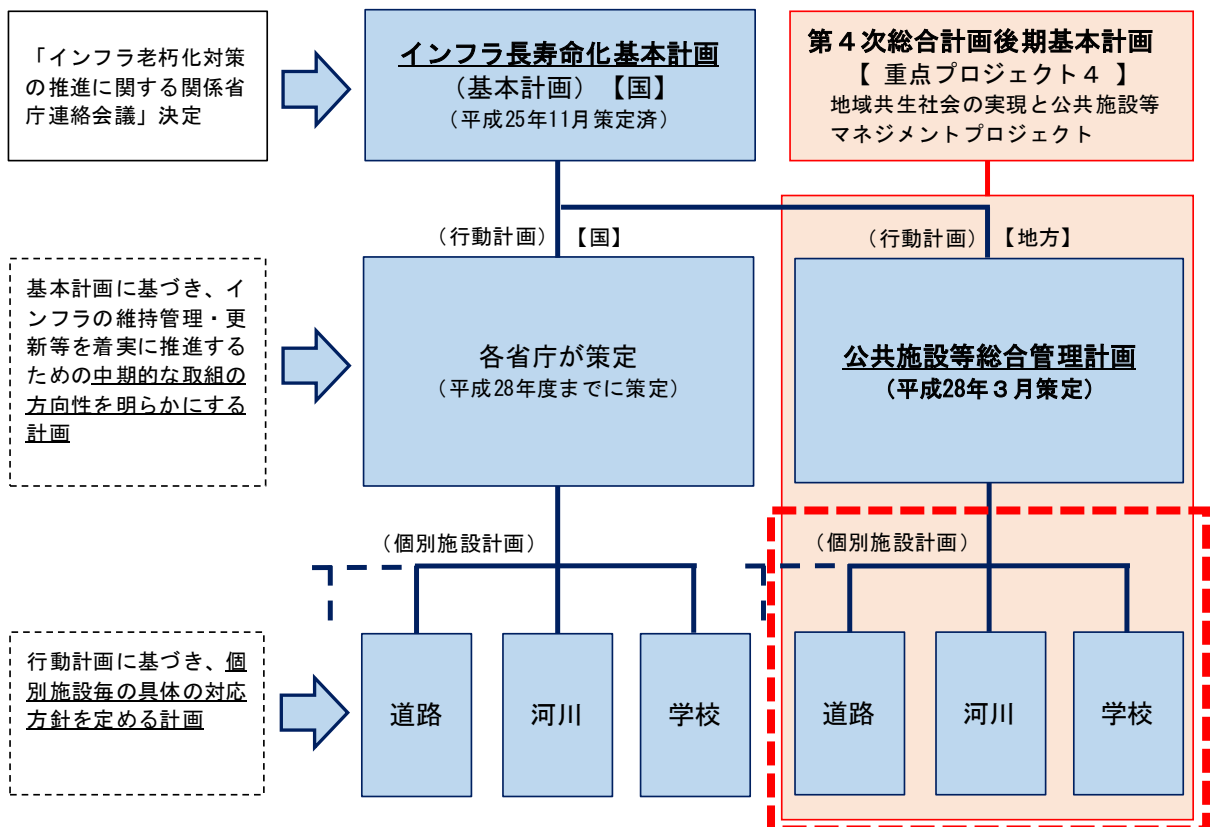 「インフラ老朽化対策
の推進に関する関係省
庁連絡会議」決定
インフラ長寿命化基本計画
(基本計画)【国】
(平成25年11月策定済)
第４次総合計画後期基本計画
【 重点プロジェクト４ 】
地域共生社会の実現と公共施設等
マネジメントプロジェクト
(行動計画)【国】
(行動計画)【地方】
基本計画に基づき、イ
ンフラの維持管理・更
新等を着実に推進する
ための中期的な取組の
方向性を明らかにする
計画
各省庁が策定
(平成28年度までに策定)
公共施設等総合管理計画
(平成28年３月策定)
(個別施設計画)
(個別施設計画)
行動計画に基づき、個
別施設毎の具体の対応
方針を定める計画
道路
河川
学校
道路
河川
学校